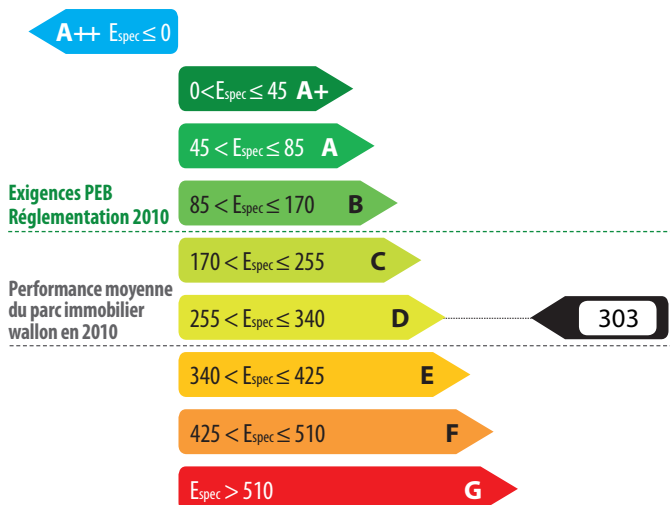 A++ Espec ≤ 0
0<Espec ≤ 45 A+
45 < Espec ≤ 85 A
Exigences PEB
Réglementation 2010
85 < Espec ≤ 170 B
170 < Espec ≤ 255 C
Performance moyenne
du parc immobilier
wallon en 2010
255 < Espec ≤ 340 D
303
340 < Espec ≤ 425 E
425 < Espec ≤ 510 F
Espec > 510 G